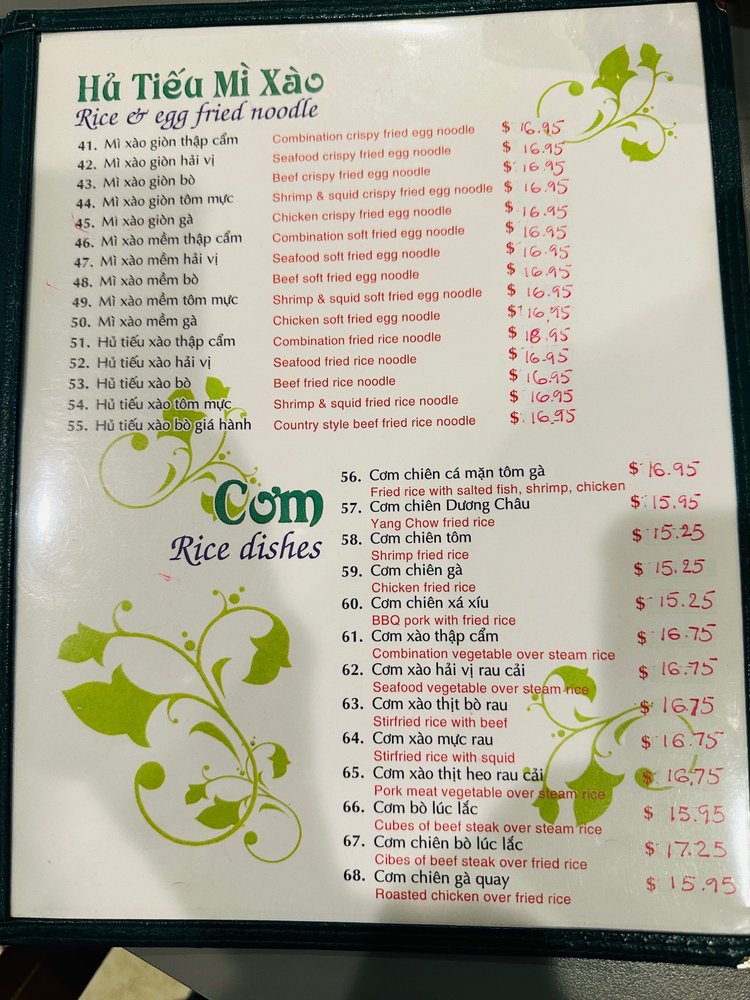 Hủ Tiếu Mì Xào
Rice & egg fried noodle
41. Mì xào giòn thập cẩm Combination crispy fried egg noodle $ 16.95
42. Mì xào giòn hải vị Seafood crispy fried egg noodle $ 16.95
43. Mì xào giòn bò Beef crispy fried egg noodle $ 16.95
44. Mì xào giòn tôm mực Shrimp & squid crispy fried egg noodle $ 16.95
45. Mì xào giòn gà Chicken crispy fried egg noodle $ 16.95
46. Mì xào mềm thập cẩm Combination soft fried egg noodle $ 16.95
47. Mì xào mềm hải vị Seafood soft fried egg noodle $ 16.95
48. Mì xào mềm bò Beef soft fried egg noodle $ 16.95
49. Mì xào mềm tôm mực Shrimp & squid soft fried egg noodle $ 16.95
50. Mì xào mềm gà Chicken soft fried egg noodle $ 16.95
51. Hủ tiếu xào thập cẩm Combination fried rice noodle $ 18.95
52. Hủ tiếu xào hải vị Seafood fried rice noodle $ 16.95
53. Hủ tiếu xào bò Beef fried rice noodle $ 16.95
54. Hủ tiếu xào tôm mực Shrimp & squid fried rice noodle $ 16.95
55. Hủ tiếu xào bò giá hành Country style beef fried rice noodle $ 16.95
Cơm
Rice dishes
56. Cơm chiên cá mặn tôm gà $ 16.95
Fried rice with salted fish, shrimp, chicken
57. Cơm chiên Dương Châu $ 15.95
Yang Chow fried rice
58. Cơm chiên tôm $ 15.25
Shrimp fried rice
59. Cơm chiên gà $ 15.25
Chicken fried rice
60. Cơm chiên xá xíu $ 15.25
BBQ pork with fried rice
61. Cơm xào thập cẩm $ 16.75
Combination vegetable over steam rice
62. Cơm xào hải vị rau cải $ 16.75
Seafood vegetable over steam rice
63. Cơm xào thịt bò rau $ 16.75
Stirfried rice with beef
64. Cơm xào mực rau $ 16.75
Stirfried rice with squid
65. Cơm xào thịt heo rau cải $ 16.75
Pork meat vegetable over steam rice
66. Cơm bò lúc lắc $ 15.95
Cubes of beef steak over steam rice
67. Cơm chiên bò lúc lắc $ 17.25
Cibes of beef steak over fried rice
68. Cơm chiên gà quay $ 15.95
Roasted chicken over fried rice